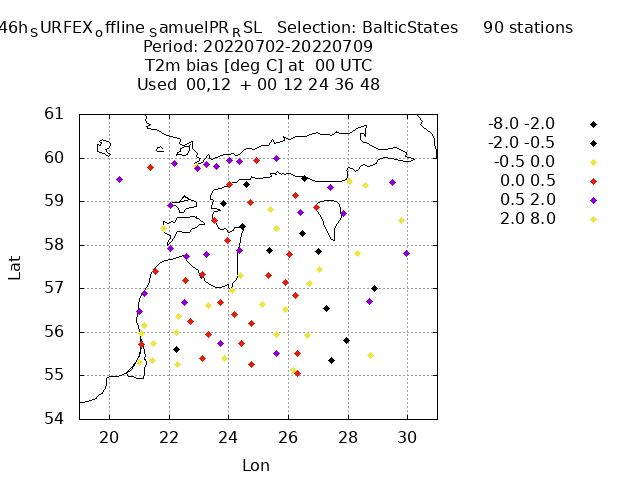 46h_SURFEX_offline_SamuelPR_RSL   Selection: BalticStates     90 stations
Period: 20220702-20220709
T2m bias [deg C] at  00 UTC
Used  00,12  + 00 12 24 36 48
61
60
59
58
57
56
55
54
20 22 24 26 28 30
Lat
Lon
-8.0 -2.0
-2.0 -0.5
-0.5 0.0
0.0 0.5
0.5 2.0
2.0 8.0